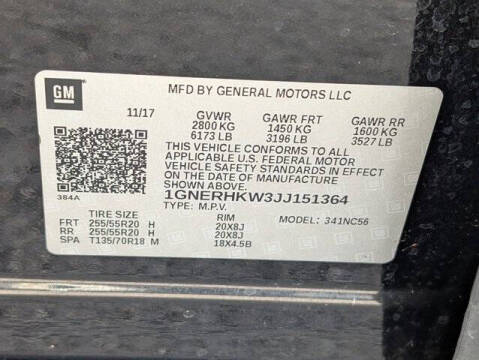 GM
MFD BY GENERAL MOTORS LLC
11/17 GVWR GAWR FRT GAWR RR
2800 KG 1450 KG 1600 KG
6173 LB 3196 LB 3527 LB
THIS VEHICLE CONFORMS TO ALL
APPLICABLE U.S. FEDERAL MOTOR
VEHICLE SAFETY STANDARDS IN EFFECT
ON THE DATE OF MANUFACTURE SHOWN ABOVE.
384A
1GNERHKW3JJ151364
TYPE: M.P.V. MODEL: 341NC56
TIRE SIZE RIM
FRT 255/55R20 H 20X8J
RR 255/55R20 H 20X8J
SPA T135/70R18 M 18X4.5B